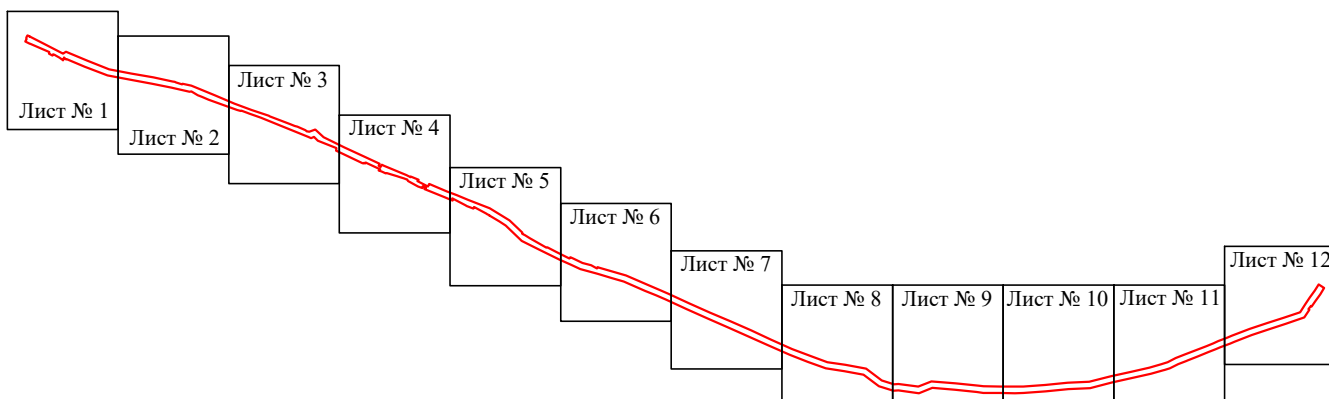 Лист № 1
Лист № 2
Лист № 3
Лист № 4
Лист № 5
Лист № 6
Лист № 7
Лист № 8
Лист № 9
Лист № 10
Лист № 11
Лист № 12